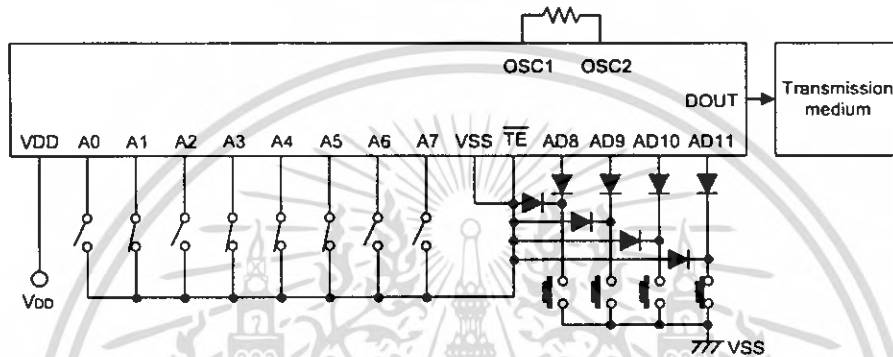 OSC1 OSC2
DOUT
Transmission
medium
VDD A0 A1 A2 A3 A4 A5 A6 A7 VSS TE AD8 AD9 AD10 AD11
VDD
VSS